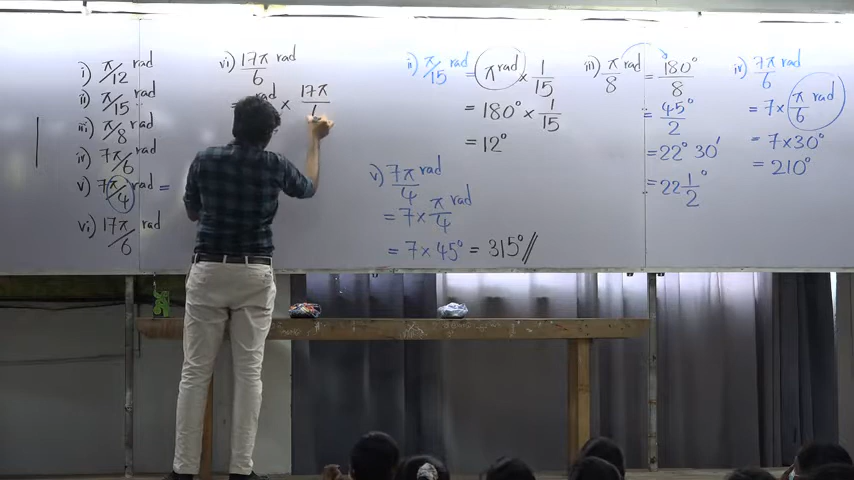 i) π/12 rad
ii) π/15 rad
iii) π/8 rad
iv) 7π/6 rad
v) 7π/4 rad =
vi) 17π/6 rad
vi) 17π/6 rad
rad × 17π/
ii) π/15 rad = π rad × 1/15
= 180° × 1/15
= 12°
v) 7π/4 rad
= 7 × π/4 rad
= 7 × 45° = 315° //
iii) π/8 rad = 180°/8
= 45°/2
= 22° 30'
= 22 1/2°
iv) 7π/6 rad
= 7 × π/6 rad
= 7 × 30°
= 210°